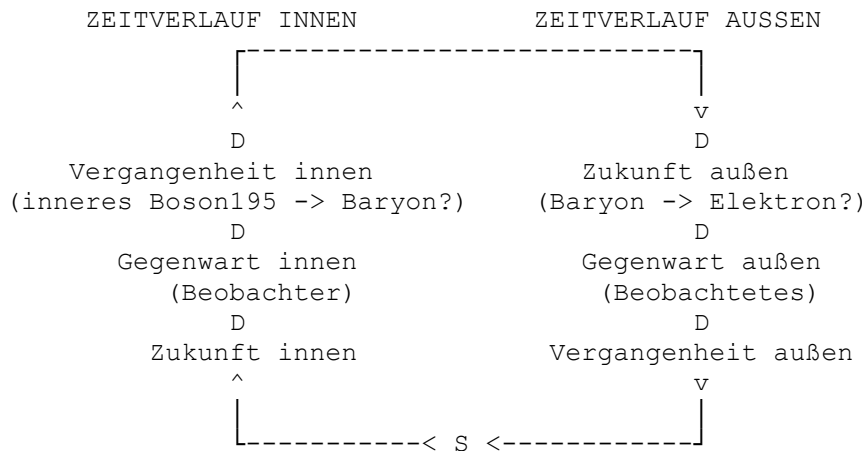 ZEITVERLAUF INNEN ZEITVERLAUF AUSSEN
^ v
D D
Vergangenheit innen Zukunft außen
(inneres Boson195 -> Baryon?) (Baryon -> Elektron?)
D D
Gegenwart innen Gegenwart außen
(Beobachter) (Beobachtetes)
D D
Zukunft innen Vergangenheit außen
^ v
< S <